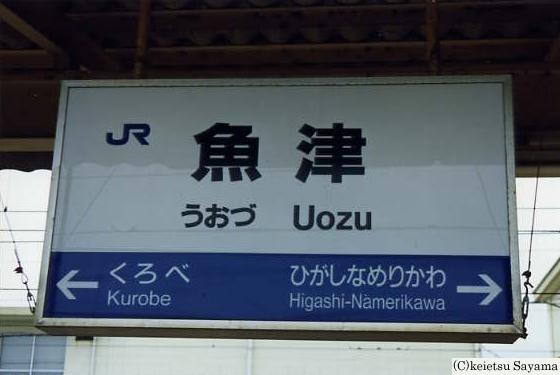 JR
魚津
うおづ Uozu
← くろべ
Kurobe
ひがしなめりかわ →
Higashi-Namerikawa
(C)keietsu Sayama